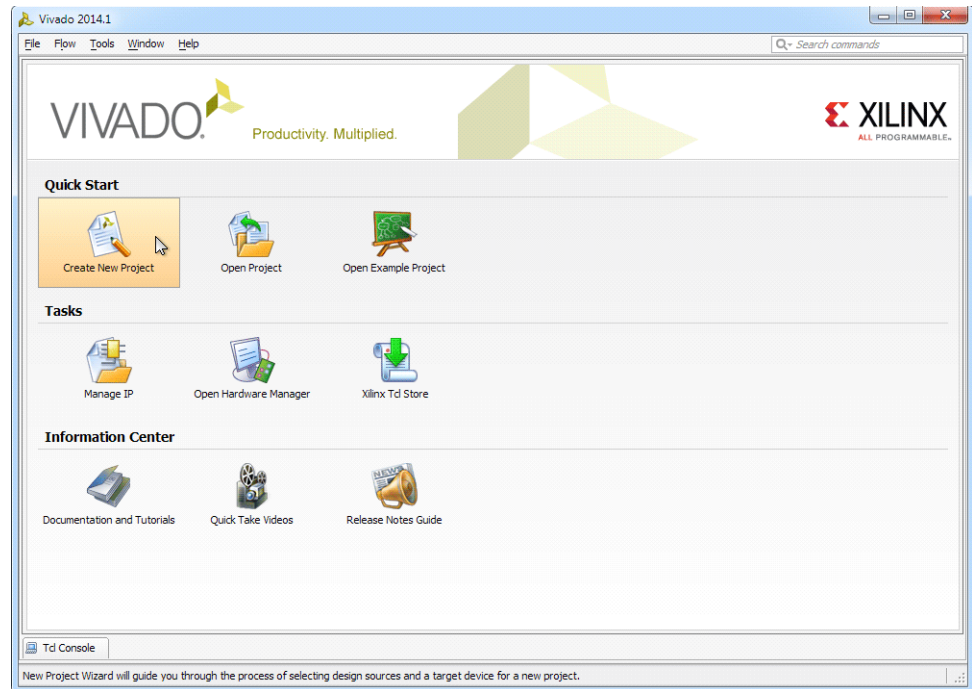 Vivado 2014.1
File Flow Tools Window Help
Search commands
VIVADO.
Productivity. Multiplied.
XILINX
ALL PROGRAMMABLE™
Quick Start
Create New Project Open Project Open Example Project
Tasks
Manage IP Open Hardware Manager Xilinx Tcl Store
Information Center
NEWS
Documentation and Tutorials Quick Take Videos Release Notes Guide
Tcl Console
New Project Wizard will guide you through the process of selecting design sources and a target device for a new project.